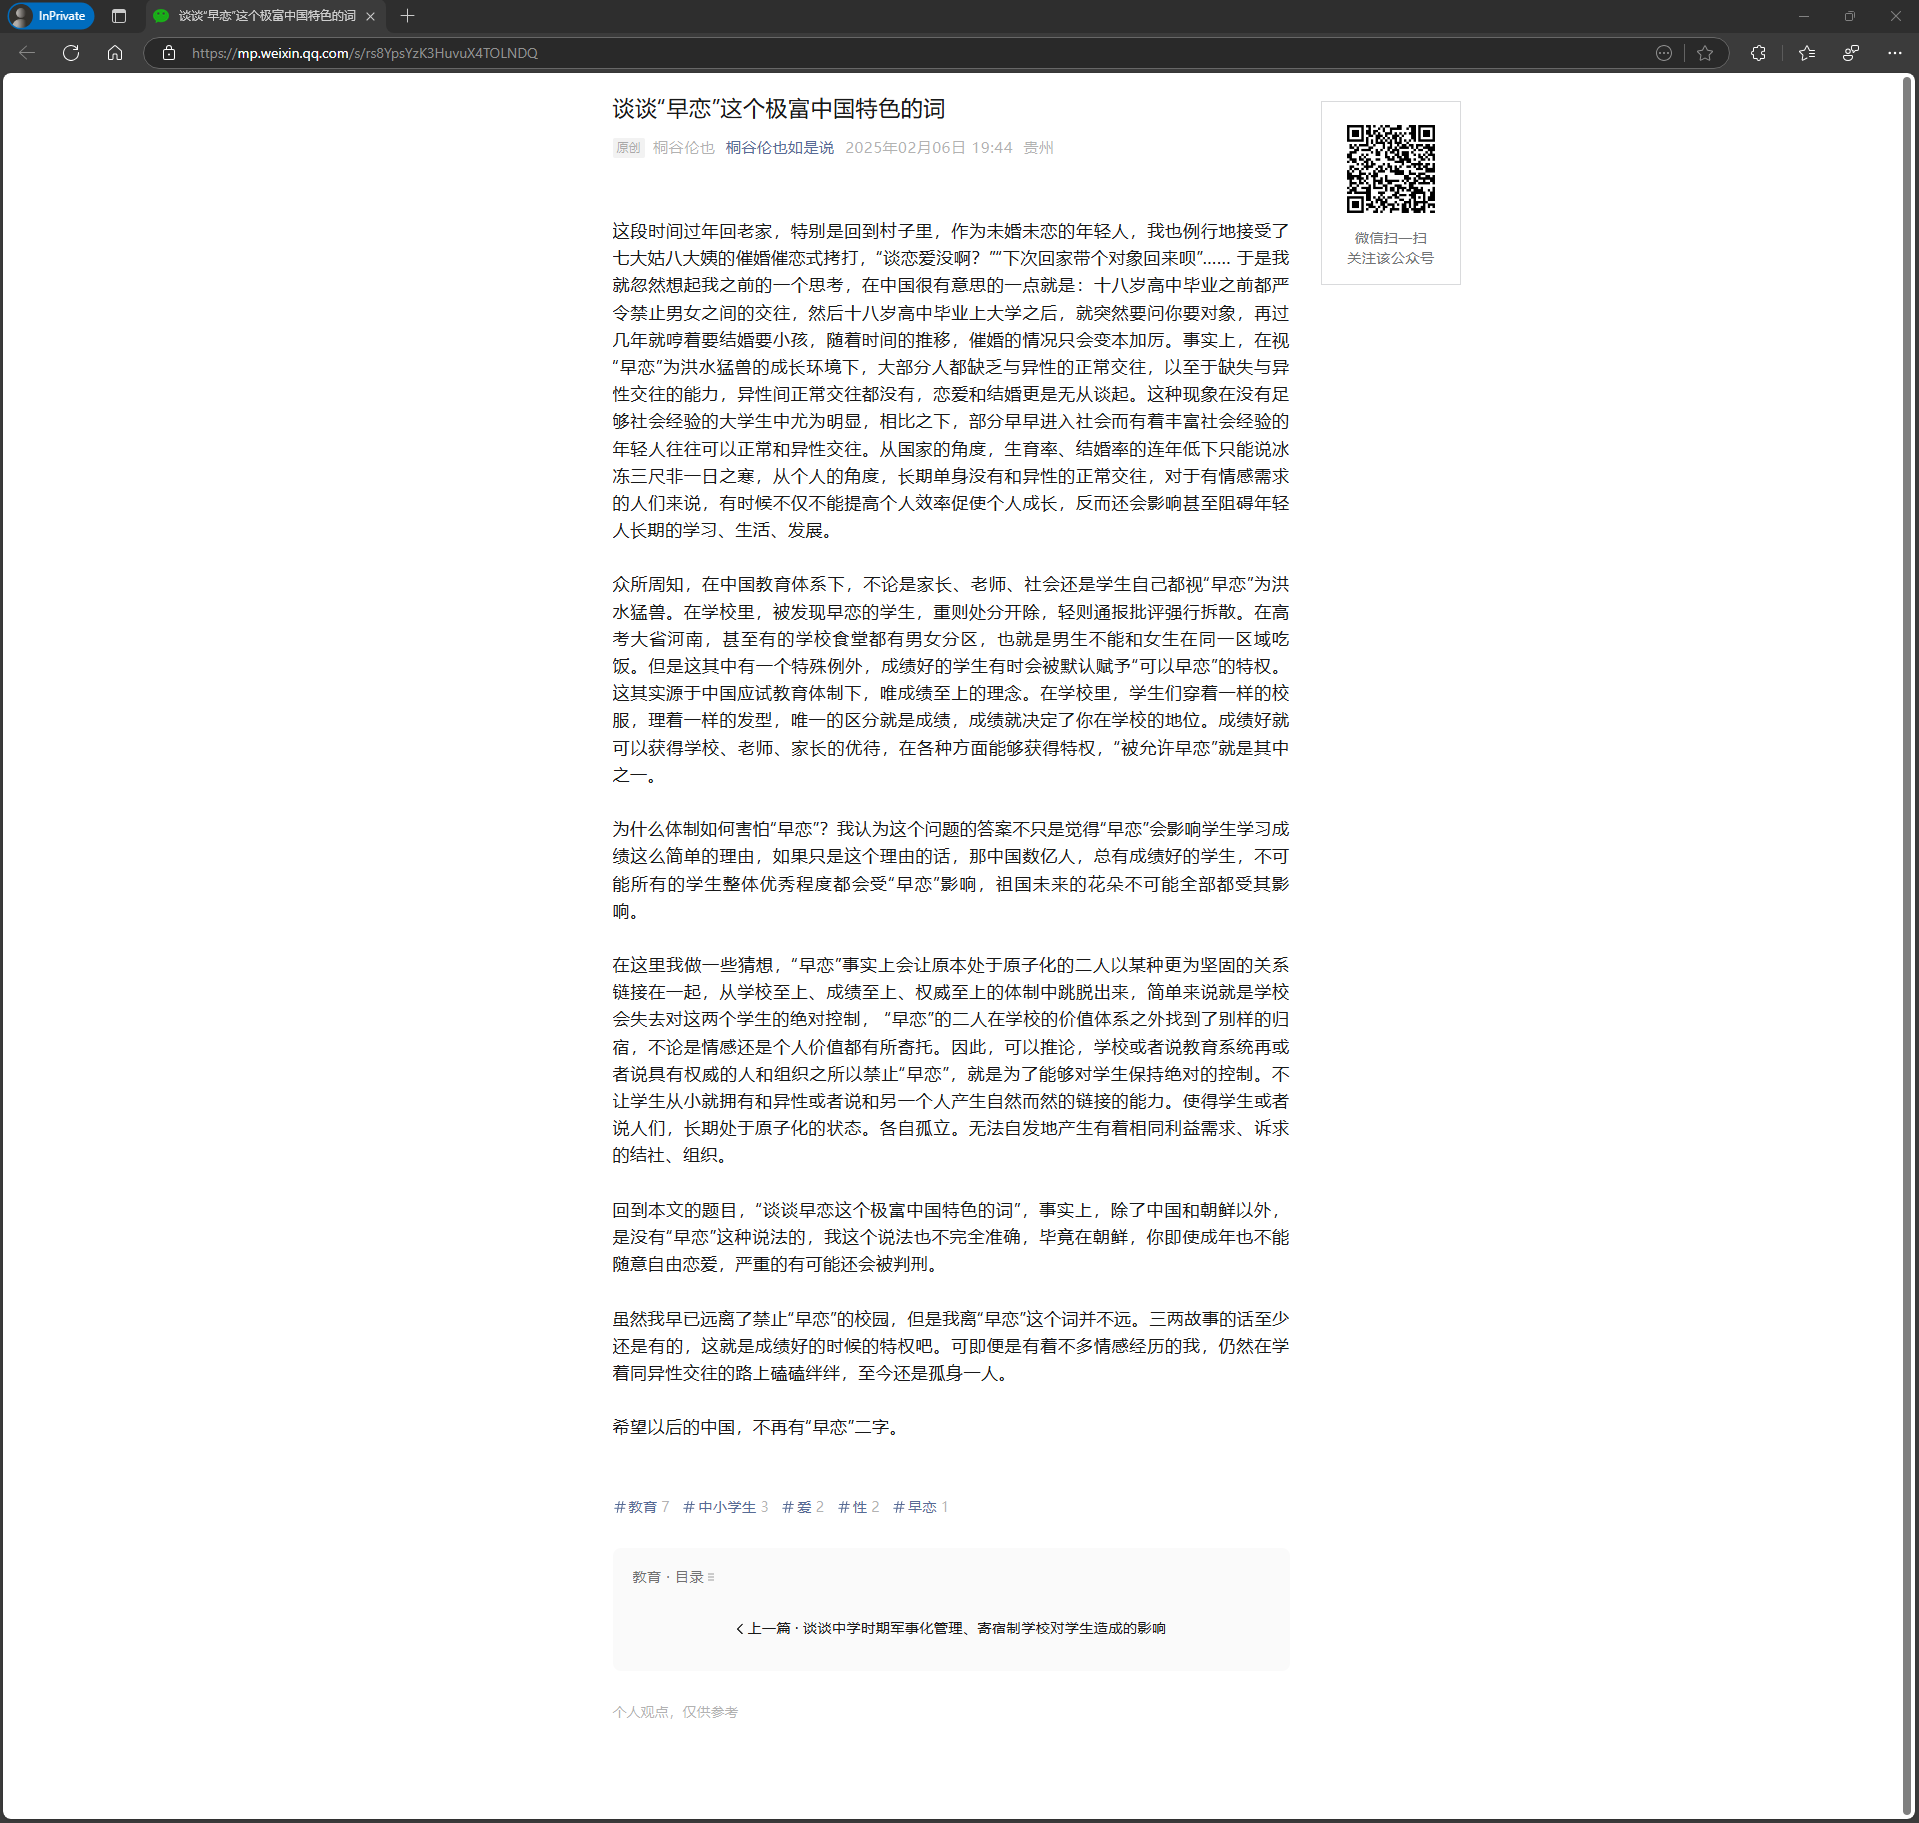 InPrivate
谈谈“早恋”这个极富中国特色的词
https://mp.weixin.qq.com/s/rs8YpsYzK3HuvuX4TOLNDQ
谈谈“早恋”这个极富中国特色的词
原创 桐谷伦也 桐谷伦也如是说 2025年02月06日 19:44 贵州
微信扫一扫
关注该公众号
这段时间过年回老家，特别是回到村子里，作为未婚未恋的年轻人，我也例行地接受了
七大姑八大姨的催婚催恋式拷打，“谈恋爱没啊？”“下次回家带个对象回来呗”…… 于是我
就忽然想起我之前的一个思考，在中国很有意思的一点就是：十八岁高中毕业之前都严
令禁止男女之间的交往，然后十八岁高中毕业上大学之后，就突然要问你要对象，再过
几年就哼着要结婚要小孩，随着时间的推移，催婚的情况只会变本加厉。事实上，在视
“早恋”为洪水猛兽的成长环境下，大部分人都缺乏与异性的正常交往，以至于缺失与异
性交往的能力，异性间正常交往都没有，恋爱和结婚更是无从谈起。这种现象在没有足
够社会经验的大学生中尤为明显，相比之下，部分早早进入社会而有着丰富社会经验的
年轻人往往可以正常和异性交往。从国家的角度，生育率、结婚率的连年低下只能说冰
冻三尺非一日之寒，从个人的角度，长期单身没有和异性的正常交往，对于有情感需求
的人们来说，有时候不仅不能提高个人效率促使个人成长，反而还会影响甚至阻碍年轻
人长期的学习、生活、发展。
众所周知，在中国教育体系下，不论是家长、老师、社会还是学生自己都视“早恋”为洪
水猛兽。在学校里，被发现早恋的学生，重则处分开除，轻则通报批评强行拆散。在高
考大省河南，甚至有的学校食堂都有男女分区，也就是男生不能和女生在同一区域吃
饭。但是这其中有一个特殊例外，成绩好的学生有时会被默认赋予“可以早恋”的特权。
这其实源于中国应试教育体制下，唯成绩至上的理念。在学校里，学生们穿着一样的校
服，理着一样的发型，唯一的区分就是成绩，成绩就决定了你在学校的地位。成绩好就
可以获得学校、老师、家长的优待，在各种方面能够获得特权，“被允许早恋”就是其中
之一。
为什么体制如何害怕“早恋”？我认为这个问题的答案不只是觉得“早恋”会影响学生学习成
绩这么简单的理由，如果只是这个理由的话，那中国数亿人，总有成绩好的学生，不可
能所有的学生整体优秀程度都会受“早恋”影响，祖国未来的花朵不可能全部都受其影
响。
在这里我做一些猜想，“早恋”事实上会让原本处于原子化的二人以某种更为坚固的关系
链接在一起，从学校至上、成绩至上、权威至上的体制中跳脱出来，简单来说就是学校
会失去对这两个学生的绝对控制， “早恋”的二人在学校的价值体系之外找到了别样的归
宿，不论是情感还是个人价值都有所寄托。因此，可以推论，学校或者说教育系统再或
者说具有权威的人和组织之所以禁止“早恋”，就是为了能够对学生保持绝对的控制。不
让学生从小就拥有和异性或者说和另一个人产生自然而然的链接的能力。使得学生或者
说人们，长期处于原子化的状态。各自孤立。无法自发地产生有着相同利益需求、诉求
的结社、组织。
回到本文的题目，“谈谈早恋这个极富中国特色的词”，事实上，除了中国和朝鲜以外，
是没有“早恋”这种说法的，我这个说法也不完全准确，毕竟在朝鲜，你即使成年也不能
随意自由恋爱，严重的有可能还会被判刑。
虽然我早已远离了禁止“早恋”的校园，但是我离“早恋”这个词并不远。三两故事的话至少
还是有的，这就是成绩好的时候的特权吧。可即便是有着不多情感经历的我，仍然在学
着同异性交往的路上磕磕绊绊，至今还是孤身一人。
希望以后的中国，不再有“早恋”二字。
#教育 7 #中小学生 3 #爱 2 #性 2 #早恋 1
教育 · 目录
上一篇 · 谈谈中学时期军事化管理、寄宿制学校对学生造成的影响
个人观点，仅供参考